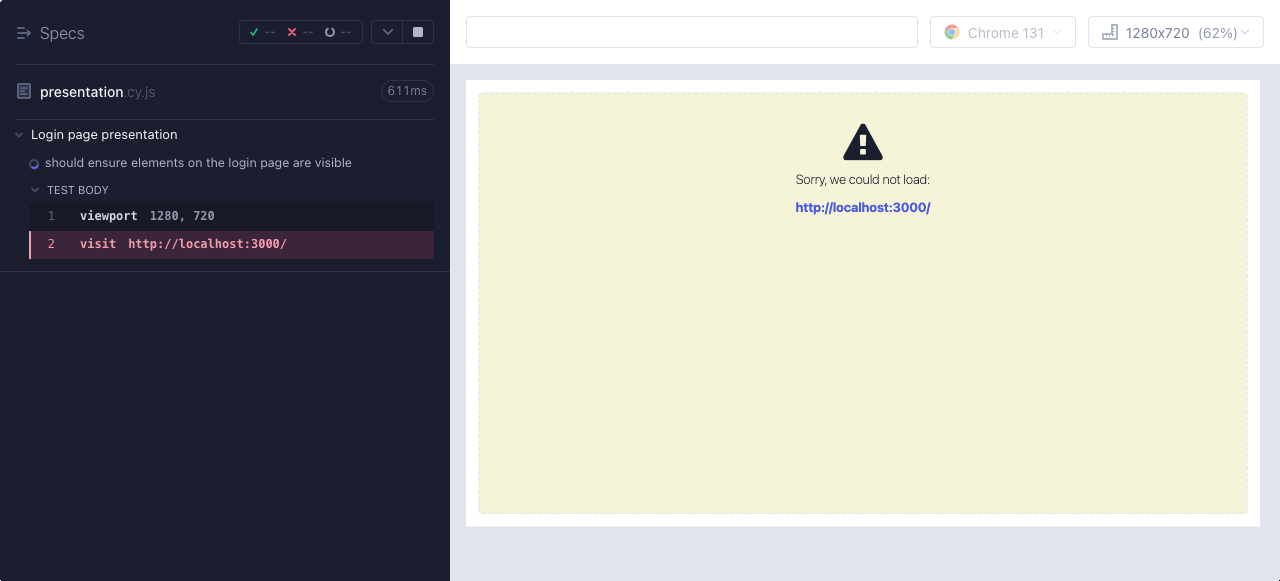 Specs
-- -- --
presentation.cy.js 611ms
Login page presentation
should ensure elements on the login page are visible
TEST BODY
1 viewport 1280, 720
2 visit http://localhost:3000/
Chrome 131
1280x720 (62%)
Sorry, we could not load:
http://localhost:3000/